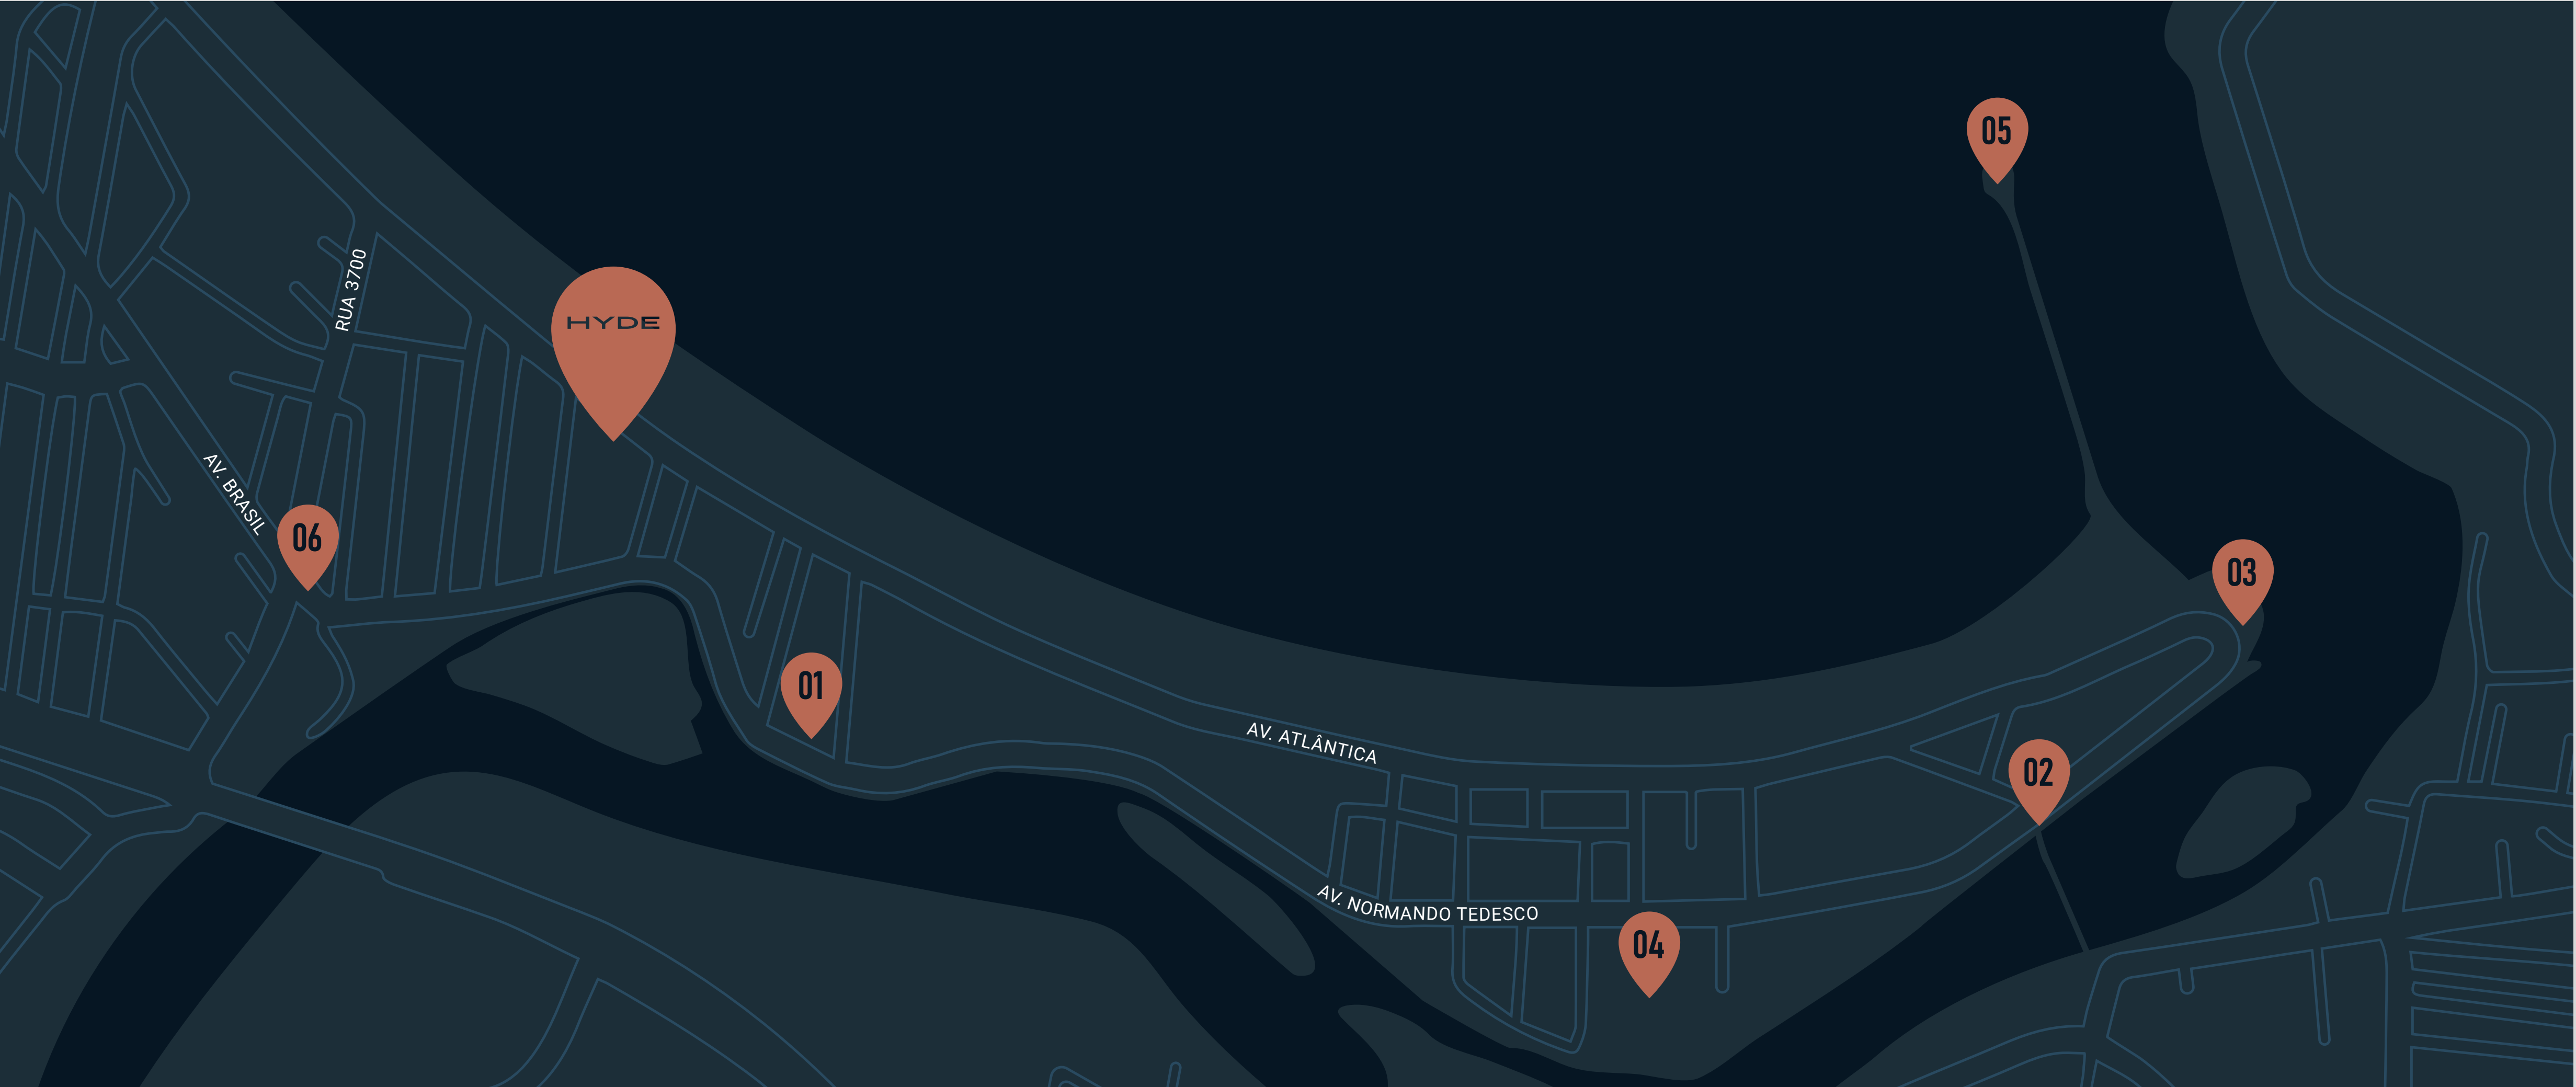 05
RUA 3700
HYDE
AV. BRASIL
06
03
01
AV. ATLÂNTICA
02
AV. NORMANDO TEDESCO
04